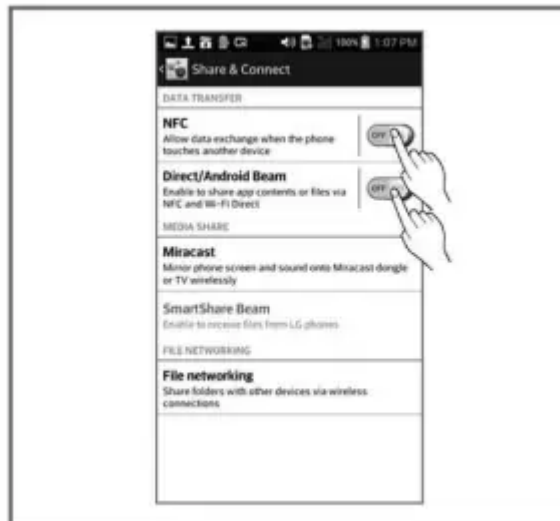 100% 1:07 PM
Share & Connect
DATA TRANSFER
NFC
Allow data exchange when the phone
touches another device
OFF
Direct/Android Beam
Enable to share app contents or files via
NFC and Wi-Fi Direct
OFF
MEDIA SHARE
Miracast
Mirror phone screen and sound onto Miracast dongle
or TV wirelessly
SmartShare Beam
Enable to receive files from LG phones
FILE NETWORKING
File networking
Share folders with other devices via wireless
connections